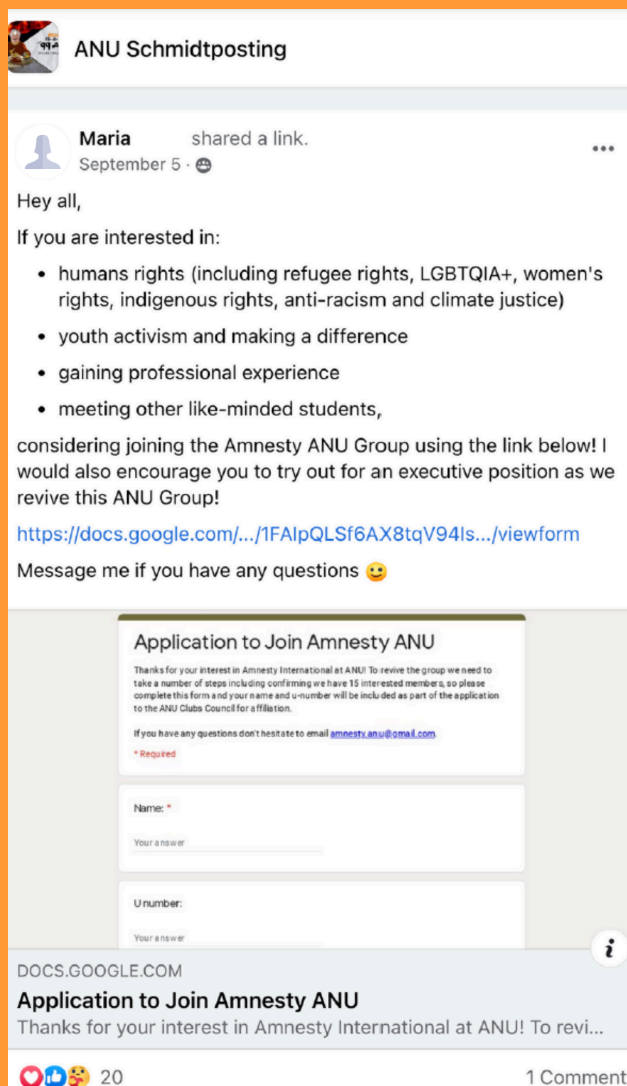 ANU Schmidtposting
Maria shared a link.
September 5 ·
Hey all,
If you are interested in:
• humans rights (including refugee rights, LGBTQIA+, women's
rights, indigenous rights, anti-racism and climate justice)
• youth activism and making a difference
• gaining professional experience
• meeting other like-minded students,
considering joining the Amnesty ANU Group using the link below! I
would also encourage you to try out for an executive position as we
revive this ANU Group!
https://docs.google.com/.../1FAIpQLSf6AX8tqV94Is.../viewform
Message me if you have any questions 🙂
Application to Join Amnesty ANU
Thanks for your interest in Amnesty International at ANU! To revive the group we need to
take a number of steps including confirming we have 15 interested members, so please
complete this form and your name and u-number will be included as part of the application
to the ANU Clubs Council for affiliation.
If you have any questions don't hesitate to email amnesty.anu@gmail.com.
* Required
Name: *
Your answer
U number:
Your answer
i
DOCS.GOOGLE.COM
Application to Join Amnesty ANU
Thanks for your interest in Amnesty International at ANU! To revi...
20 1 Comment